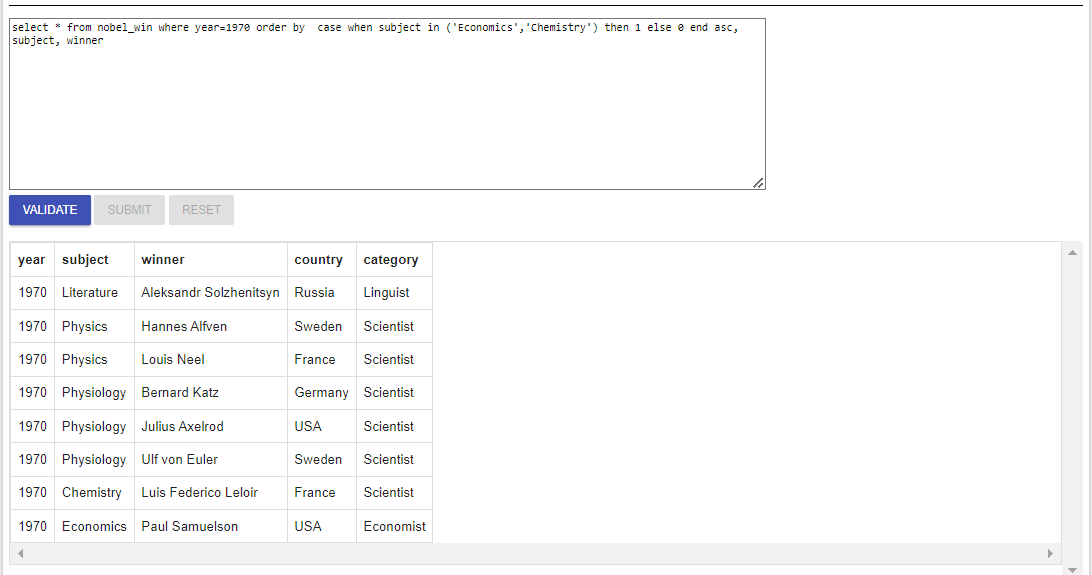 select * from nobel_win where year=1970 order by  case when subject in ('Economics','Chemistry') then 1 else 0 end asc,
subject, winner
VALIDATE SUBMIT RESET
year subject winner country category
1970 Literature Aleksandr Solzhenitsyn Russia Linguist
1970 Physics Hannes Alfven Sweden Scientist
1970 Physics Louis Neel France Scientist
1970 Physiology Bernard Katz Germany Scientist
1970 Physiology Julius Axelrod USA Scientist
1970 Physiology Ulf von Euler Sweden Scientist
1970 Chemistry Luis Federico Leloir France Scientist
1970 Economics Paul Samuelson USA Economist